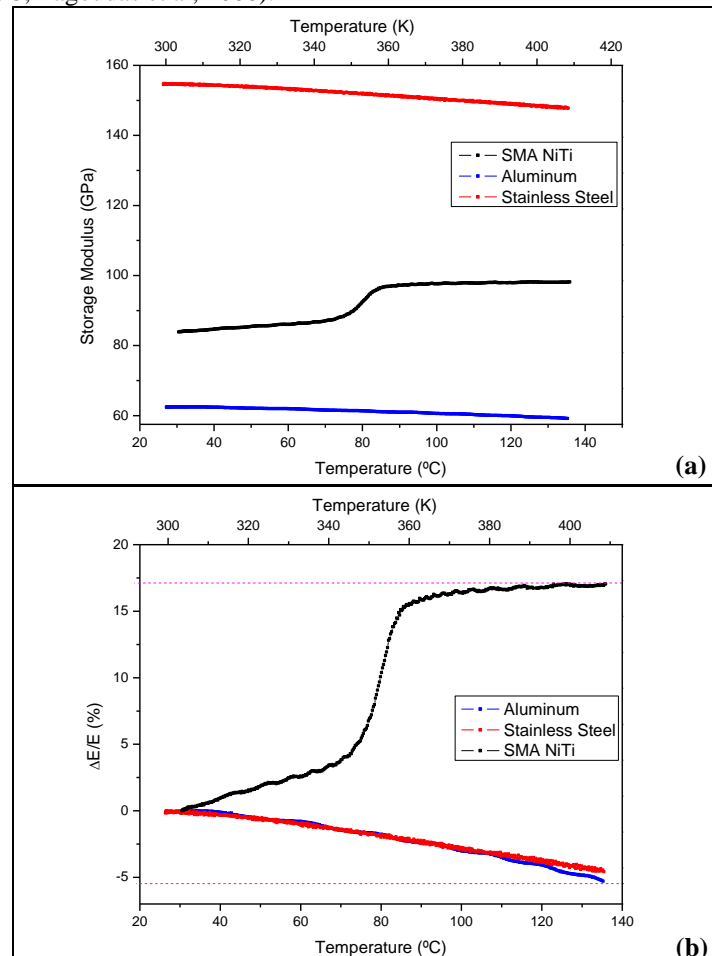 Temperature (K)
300 320 340 360 380 400 420
160
140
120
100
80
60
Storage Modulus (GPa)
SMA NiTi
Aluminum
Stainless Steel
20 40 60 80 100 120 140
Temperature (ºC)
(a)
Temperature (K)
300 320 340 360 380 400
20
15
10
5
0
-5
ΔE/E (%)
Aluminum
Stainless Steel
SMA NiTi
20 40 60 80 100 120 140
Temperature (ºC)
(b)